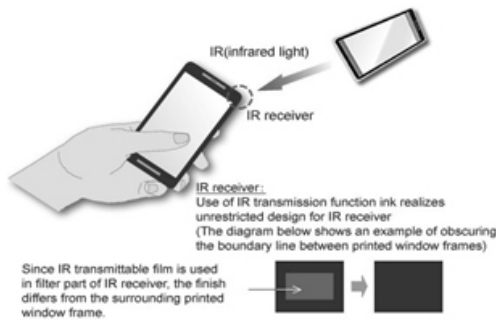 IR(infrared light)
IR receiver
IR receiver:
Use of IR transmission function ink realizes
unrestricted design for IR receiver
(The diagram below shows an example of obscuring
the boundary line between printed window frames)
Since IR transmittable film is used
in filter part of IR receiver, the finish
differs from the surrounding printed
window frame.